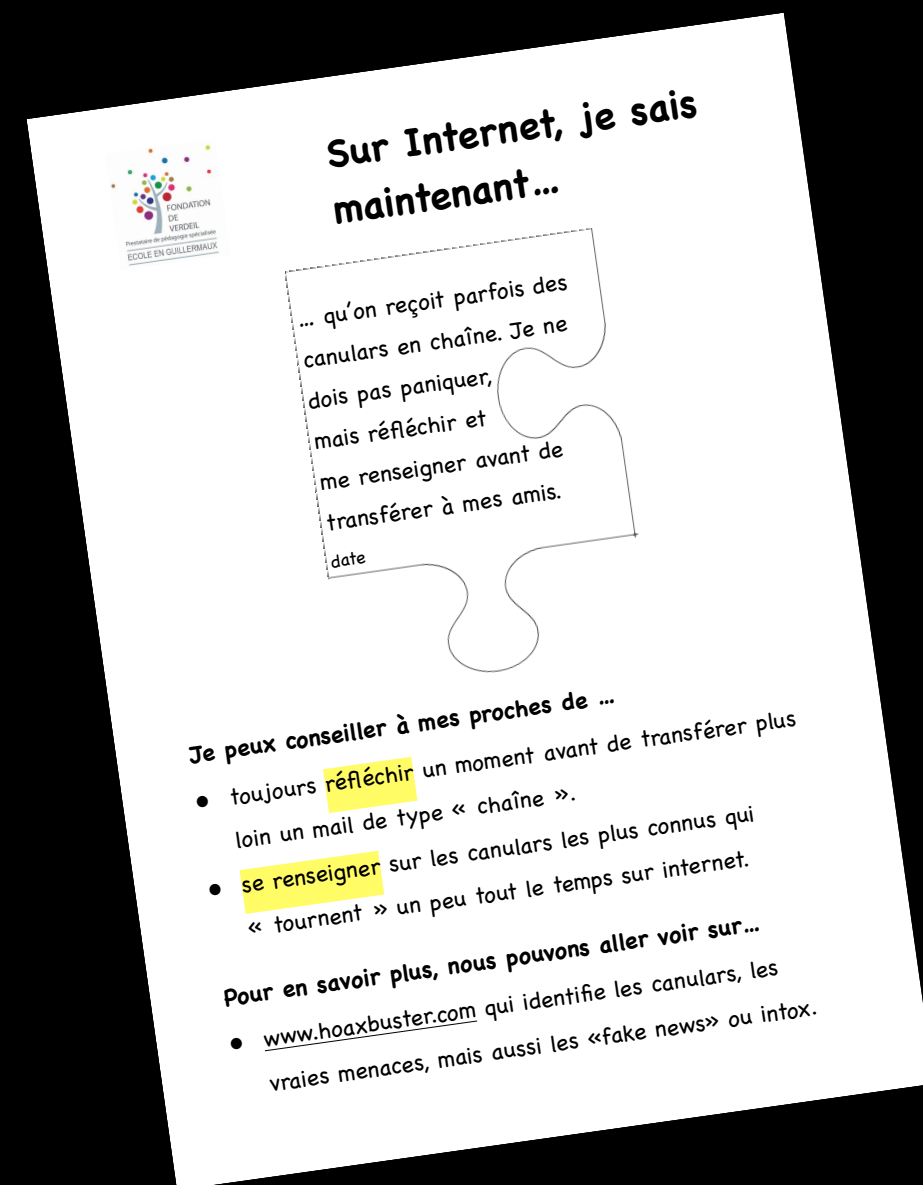 FONDATION
DE
VERDEIL
Prestataire de pédagogie spécialisée
ECOLE EN GUILLERMAUX
Sur Internet, je sais
maintenant...
... qu'on reçoit parfois des
canulars en chaîne. Je ne
dois pas paniquer,
mais réfléchir et
me renseigner avant de
transférer à mes amis.
date
Je peux conseiller à mes proches de ...
● toujours réfléchir un moment avant de transférer plus
loin un mail de type « chaîne ».
● se renseigner sur les canulars les plus connus qui
« tournent » un peu tout le temps sur internet.
Pour en savoir plus, nous pouvons aller voir sur...
● www.hoaxbuster.com qui identifie les canulars, les
vraies menaces, mais aussi les «fake news» ou intox.